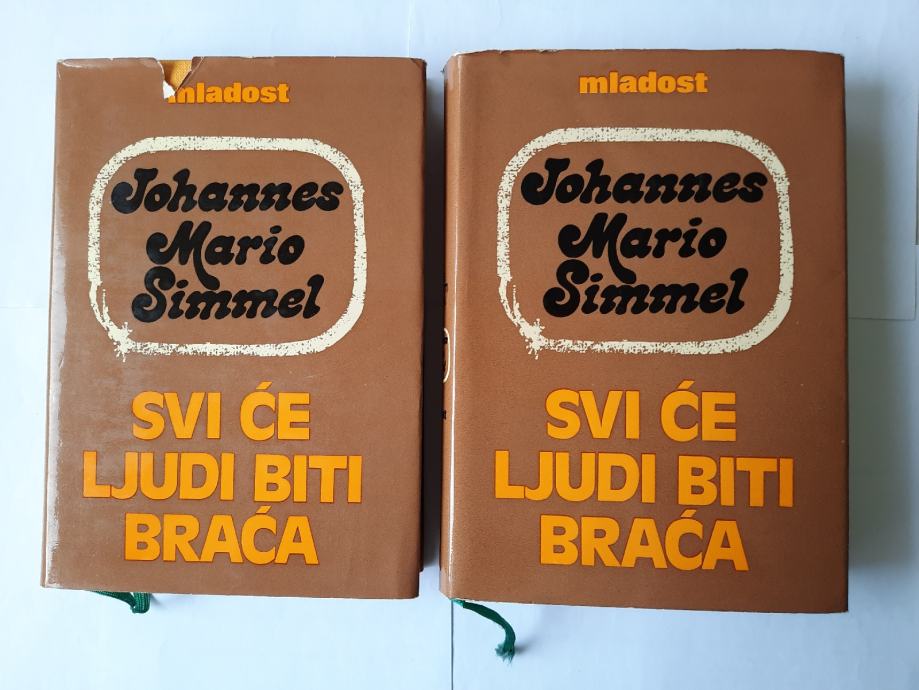 mladost
Johannes
Mario
Simmel
SVI ĆE
LJUDI BITI
BRAĆA
mladost
Johannes
Mario
Simmel
SVI ĆE
LJUDI BITI
BRAĆA